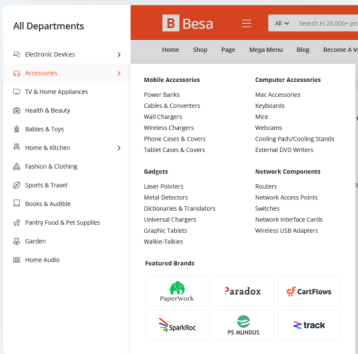 All Departments
Electronic Devices
Accessories
TV & Home Appliances
Health & Beauty
Babies & Toys
Home & Kitchen
Fashion & Clothing
Sports & Travel
Books & Audible
Pantry Food & Pet Supplies
Garden
Home Audio
B Besa
All
Search in 20,000+ pro
Home Shop Page Mega Menu Blog Become A V
Mobile Accessories
Power Banks
Cables & Converters
Wall Chargers
Wireless Chargers
Phone Cases & Covers
Tablet Cases & Covers
Computer Accessories
Mac Accessories
Keyboards
Mice
Webcams
Cooling Pads/Cooling Stands
External DVD Writers
Gadgets
Laser Pointers
Metal Detectors
Dictionaries & Translators
Universal Chargers
Graphic Tablets
Walkie-Talkies
Network Components
Routers
Network Access Points
Switches
Network Interface Cards
Wireless USB Adapters
Featured Brands
PaperWork
Paradox
CartFlows
SparkRoc
PS MUNDUS
track